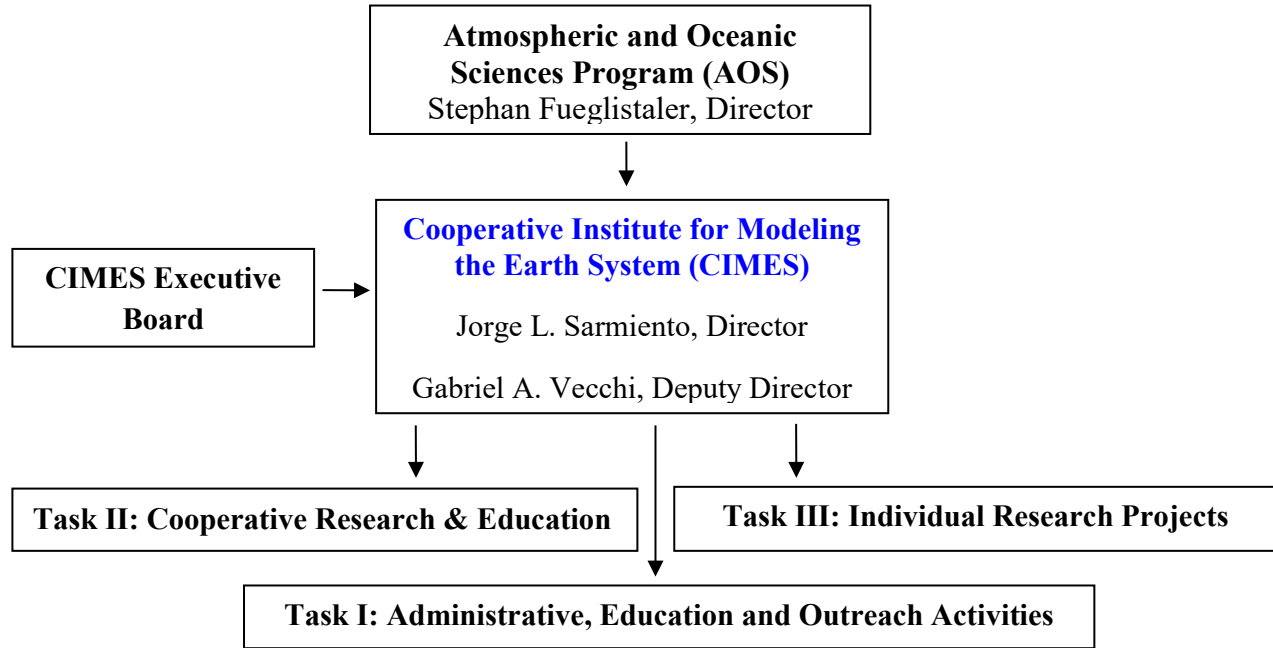 Atmospheric and Oceanic
Sciences Program (AOS)
Stephan Fueglistaler, Director
Cooperative Institute for Modeling
the Earth System (CIMES)
Jorge L. Sarmiento, Director
Gabriel A. Vecchi, Deputy Director
CIMES Executive
Board
Task II: Cooperative Research & Education
Task III: Individual Research Projects
Task I: Administrative, Education and Outreach Activities